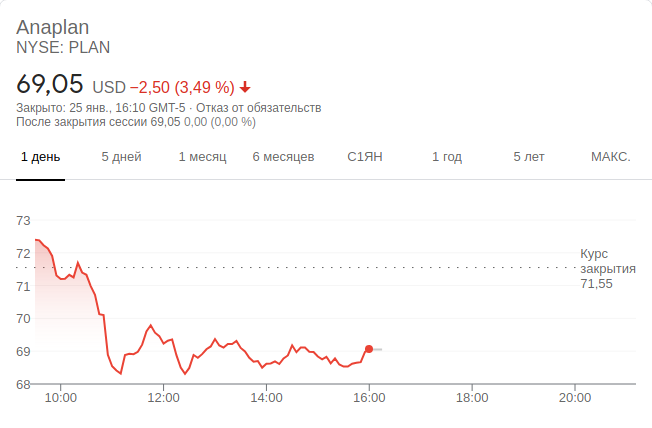 Anaplan
NYSE: PLAN
69,05 USD −2,50 (3,49 %)
Закрыто: 25 янв., 16:10 GMT-5 · Отказ от обязательств
После закрытия сессии 69,05 0,00 (0,00 %)
1 день 5 дней 1 месяц 6 месяцев С1ЯН 1 год 5 лет МАКС.
73
72
71
70
69
68
Курс
закрытия
71,55
10:00 12:00 14:00 16:00 18:00 20:00